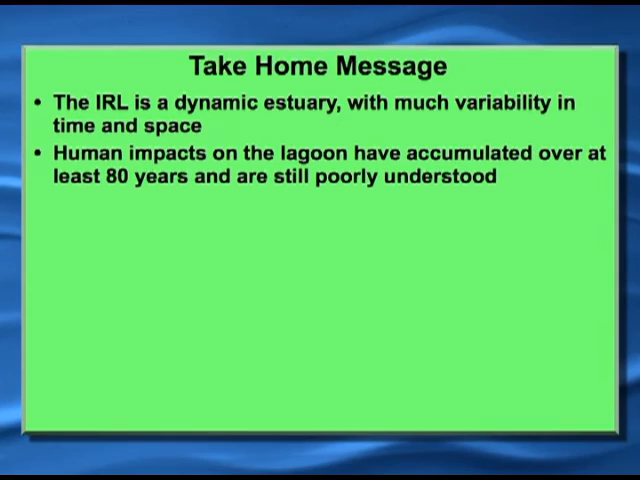 Take Home Message
• The IRL is a dynamic estuary, with much variability in
time and space
• Human impacts on the lagoon have accumulated over at
least 80 years and are still poorly understood